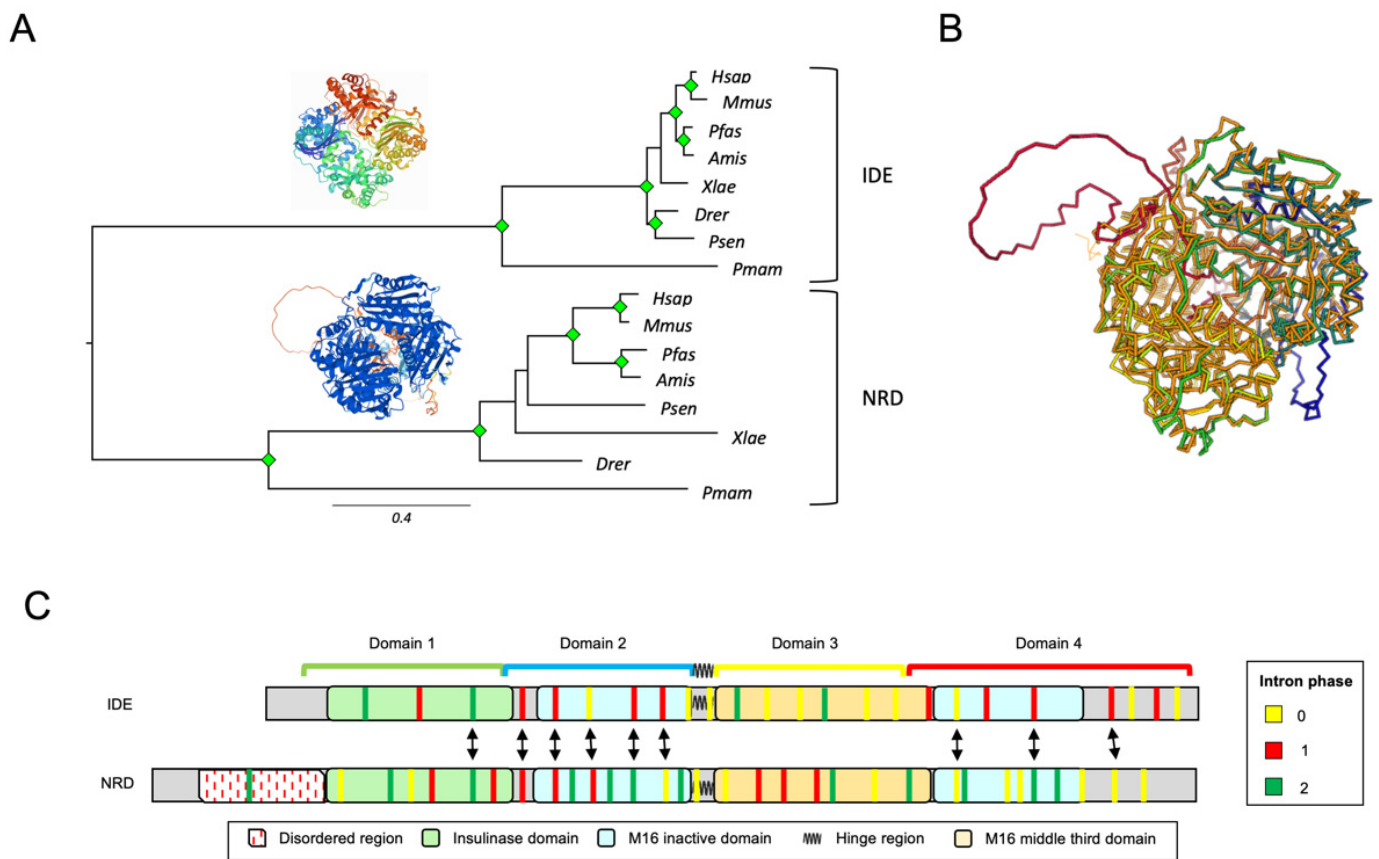 A
B
Hsap
Mmus
Pfas
Amis
Xlae
Drer
Psen
Pmam
IDE
Hsap
Mmus
Pfas
Amis
Psen
Xlae
Drer
Pmam
NRD
0.4
C
Domain 1
Domain 2
Domain 3
Domain 4
IDE
NRD
Intron phase
0
1
2
Disordered region
Insulinase domain
M16 inactive domain
Hinge region
M16 middle third domain